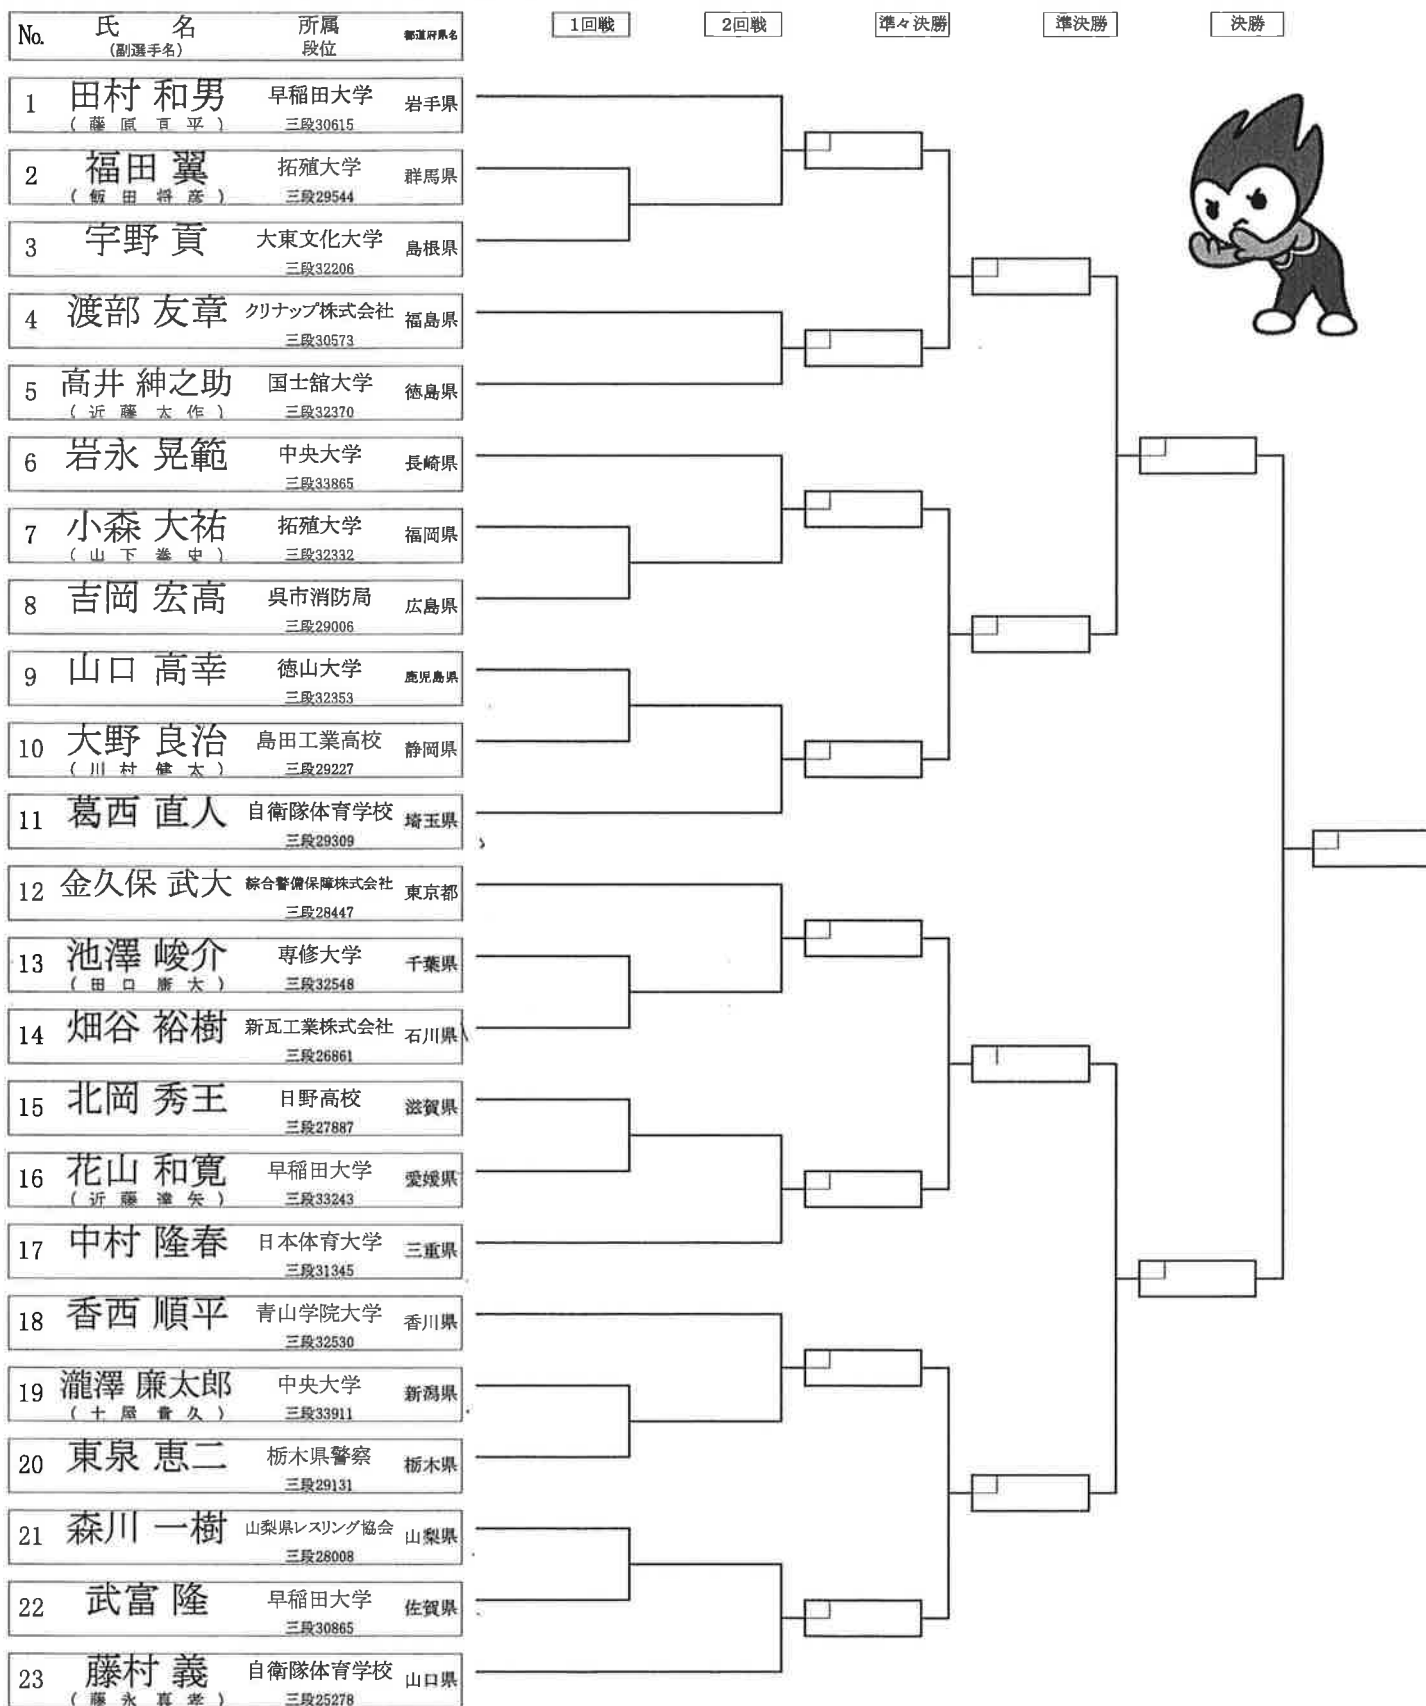 No. 氏名 所属 都道府県名 1回戦 2回戦 準々決勝 準決勝 決勝
(副選手名) 段位
1 田村 和男 早稲田大学 岩手県
三段30615
2 福田 翼 拓殖大学 群馬県
(飯田将彦) 三段29544
3 宇野 貢 大東文化大学 島根県
三段32206
4 渡部 友章 クリナップ株式会社 福島県
三段30573
5 高井 紳之助 国士舘大学 徳島県
(近藤太作) 三段32370
6 岩永 晃範 中央大学 長崎県
三段33865
7 小森 大祐 拓殖大学 福岡県
三段32332
8 吉岡 宏高 呉市消防局 広島県
三段29006
9 山口 高幸 徳山大学 鹿児島県
三段32353
10 大野 良治 島田工業高校 静岡県
(川村健太) 三段29227
11 葛西 直人 自衛隊体育学校 埼玉県
三段29309
12 金久保 武大 綜合警備保障株式会社 東京都
三段28447
13 池澤 峻介 専修大学 千葉県
三段32548
14 畑谷 裕樹 新瓦工業株式会社 石川県
三段26861
15 北岡 秀王 日野高校 滋賀県
三段27887
16 花山 和寛 早稲田大学 愛媛県
(近藤達矢) 三段33243
17 中村 隆春 日本体育大学 三重県
三段31345
18 香西 順平 青山学院大学 香川県
三段32530
19 瀧澤 廉太郎 中央大学 新潟県
三段33911
20 東泉 恵二 栃木県警察 栃木県
三段29131
21 森川 一樹 山梨県レスリング協会 山梨県
三段28008
22 武富 隆 早稲田大学 佐賀県
三段30865
23 藤村 義 自衛隊体育学校 山口県
(藤永真孝) 三段25278